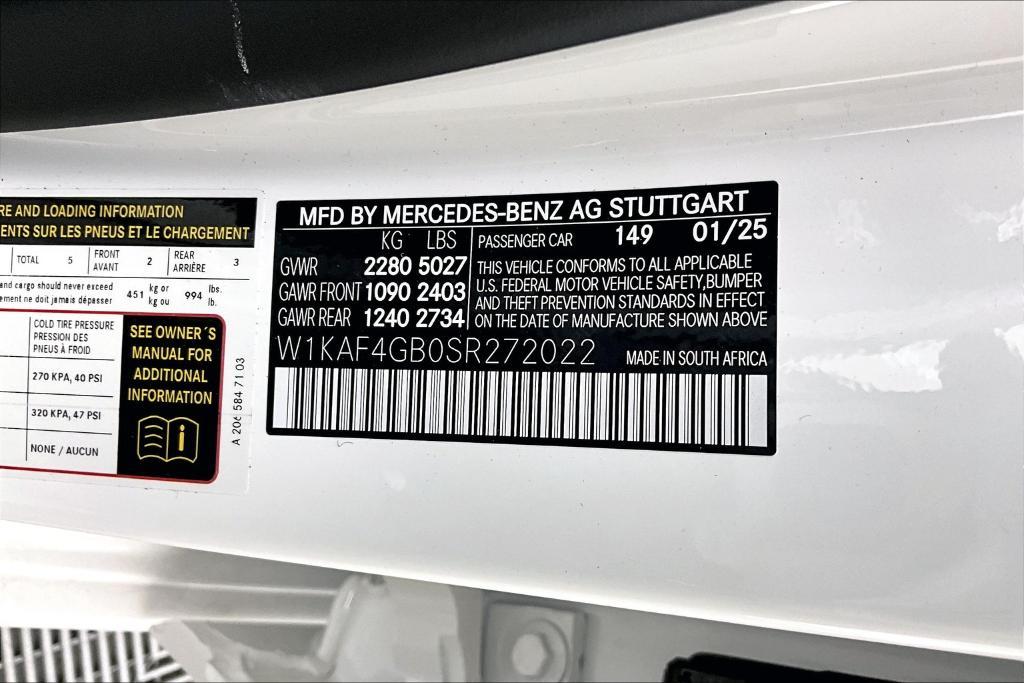 RE AND LOADING INFORMATION
ENTS SUR LES PNEUS ET LE CHARGEMENT
TOTAL 5 FRONT AVANT 2 REAR ARRIÈRE 3
and cargo should never exceed
ement ne doit jamais dépasser
451 kg or kg ou 994 lbs. lb.
COLD TIRE PRESSURE
PRESSION DES
PNEUS À FROID
270 KPA, 40 PSI
320 KPA, 47 PSI
NONE / AUCUN
SEE OWNER´S
MANUAL FOR
ADDITIONAL
INFORMATION
A 206 584 71 03
MFD BY MERCEDES-BENZ AG STUTTGART
KG LBS
GVWR 2280 5027
GAWR FRONT 1090 2403
GAWR REAR 1240 2734
PASSENGER CAR 149 01/25
THIS VEHICLE CONFORMS TO ALL APPLICABLE
U.S. FEDERAL MOTOR VEHICLE SAFETY,BUMPER
AND THEFT PREVENTION STANDARDS IN EFFECT
ON THE DATE OF MANUFACTURE SHOWN ABOVE
W1KAF4GB0SR272022 MADE IN SOUTH AFRICA